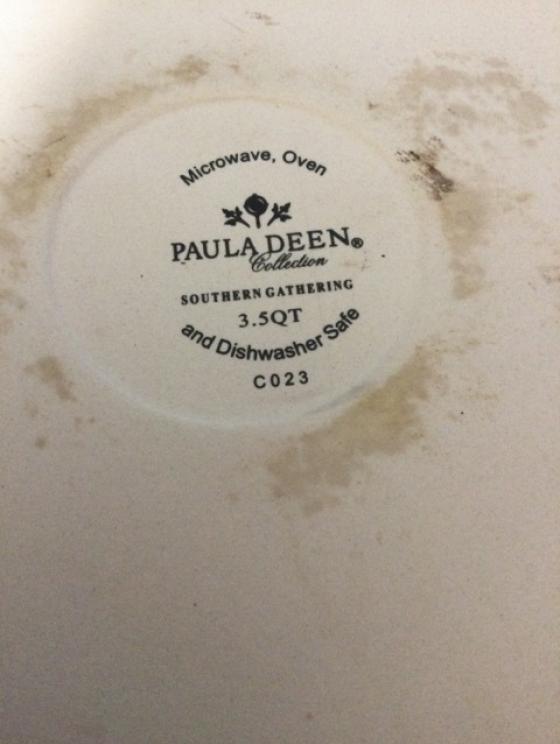 Microwave, Oven
PAULA DEEN®
Collection
SOUTHERN GATHERING
3.5QT
and Dishwasher Safe
C023